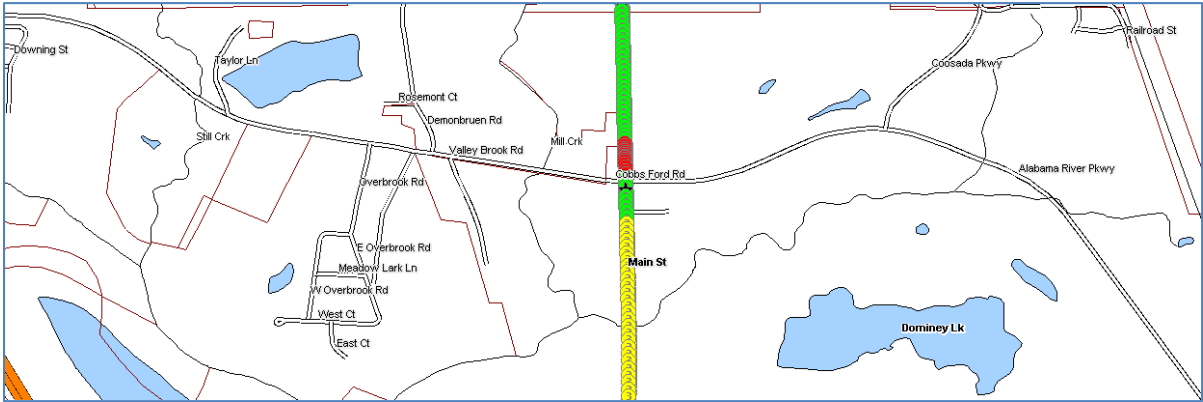 Railroad St
Downing St
Taylor Ln
Coosada Pkwy
Rosemont Ct
Demonbruen Rd
Still Crk
Mill Crk
Valley Brook Rd
Cobbs Ford Rd
Alabama River Pkwy
Overbrook Rd
E Overbrook Rd
Main St
Meadow Lark Ln
W Overbrook Rd
West Ct
Dominey Lk
East Ct